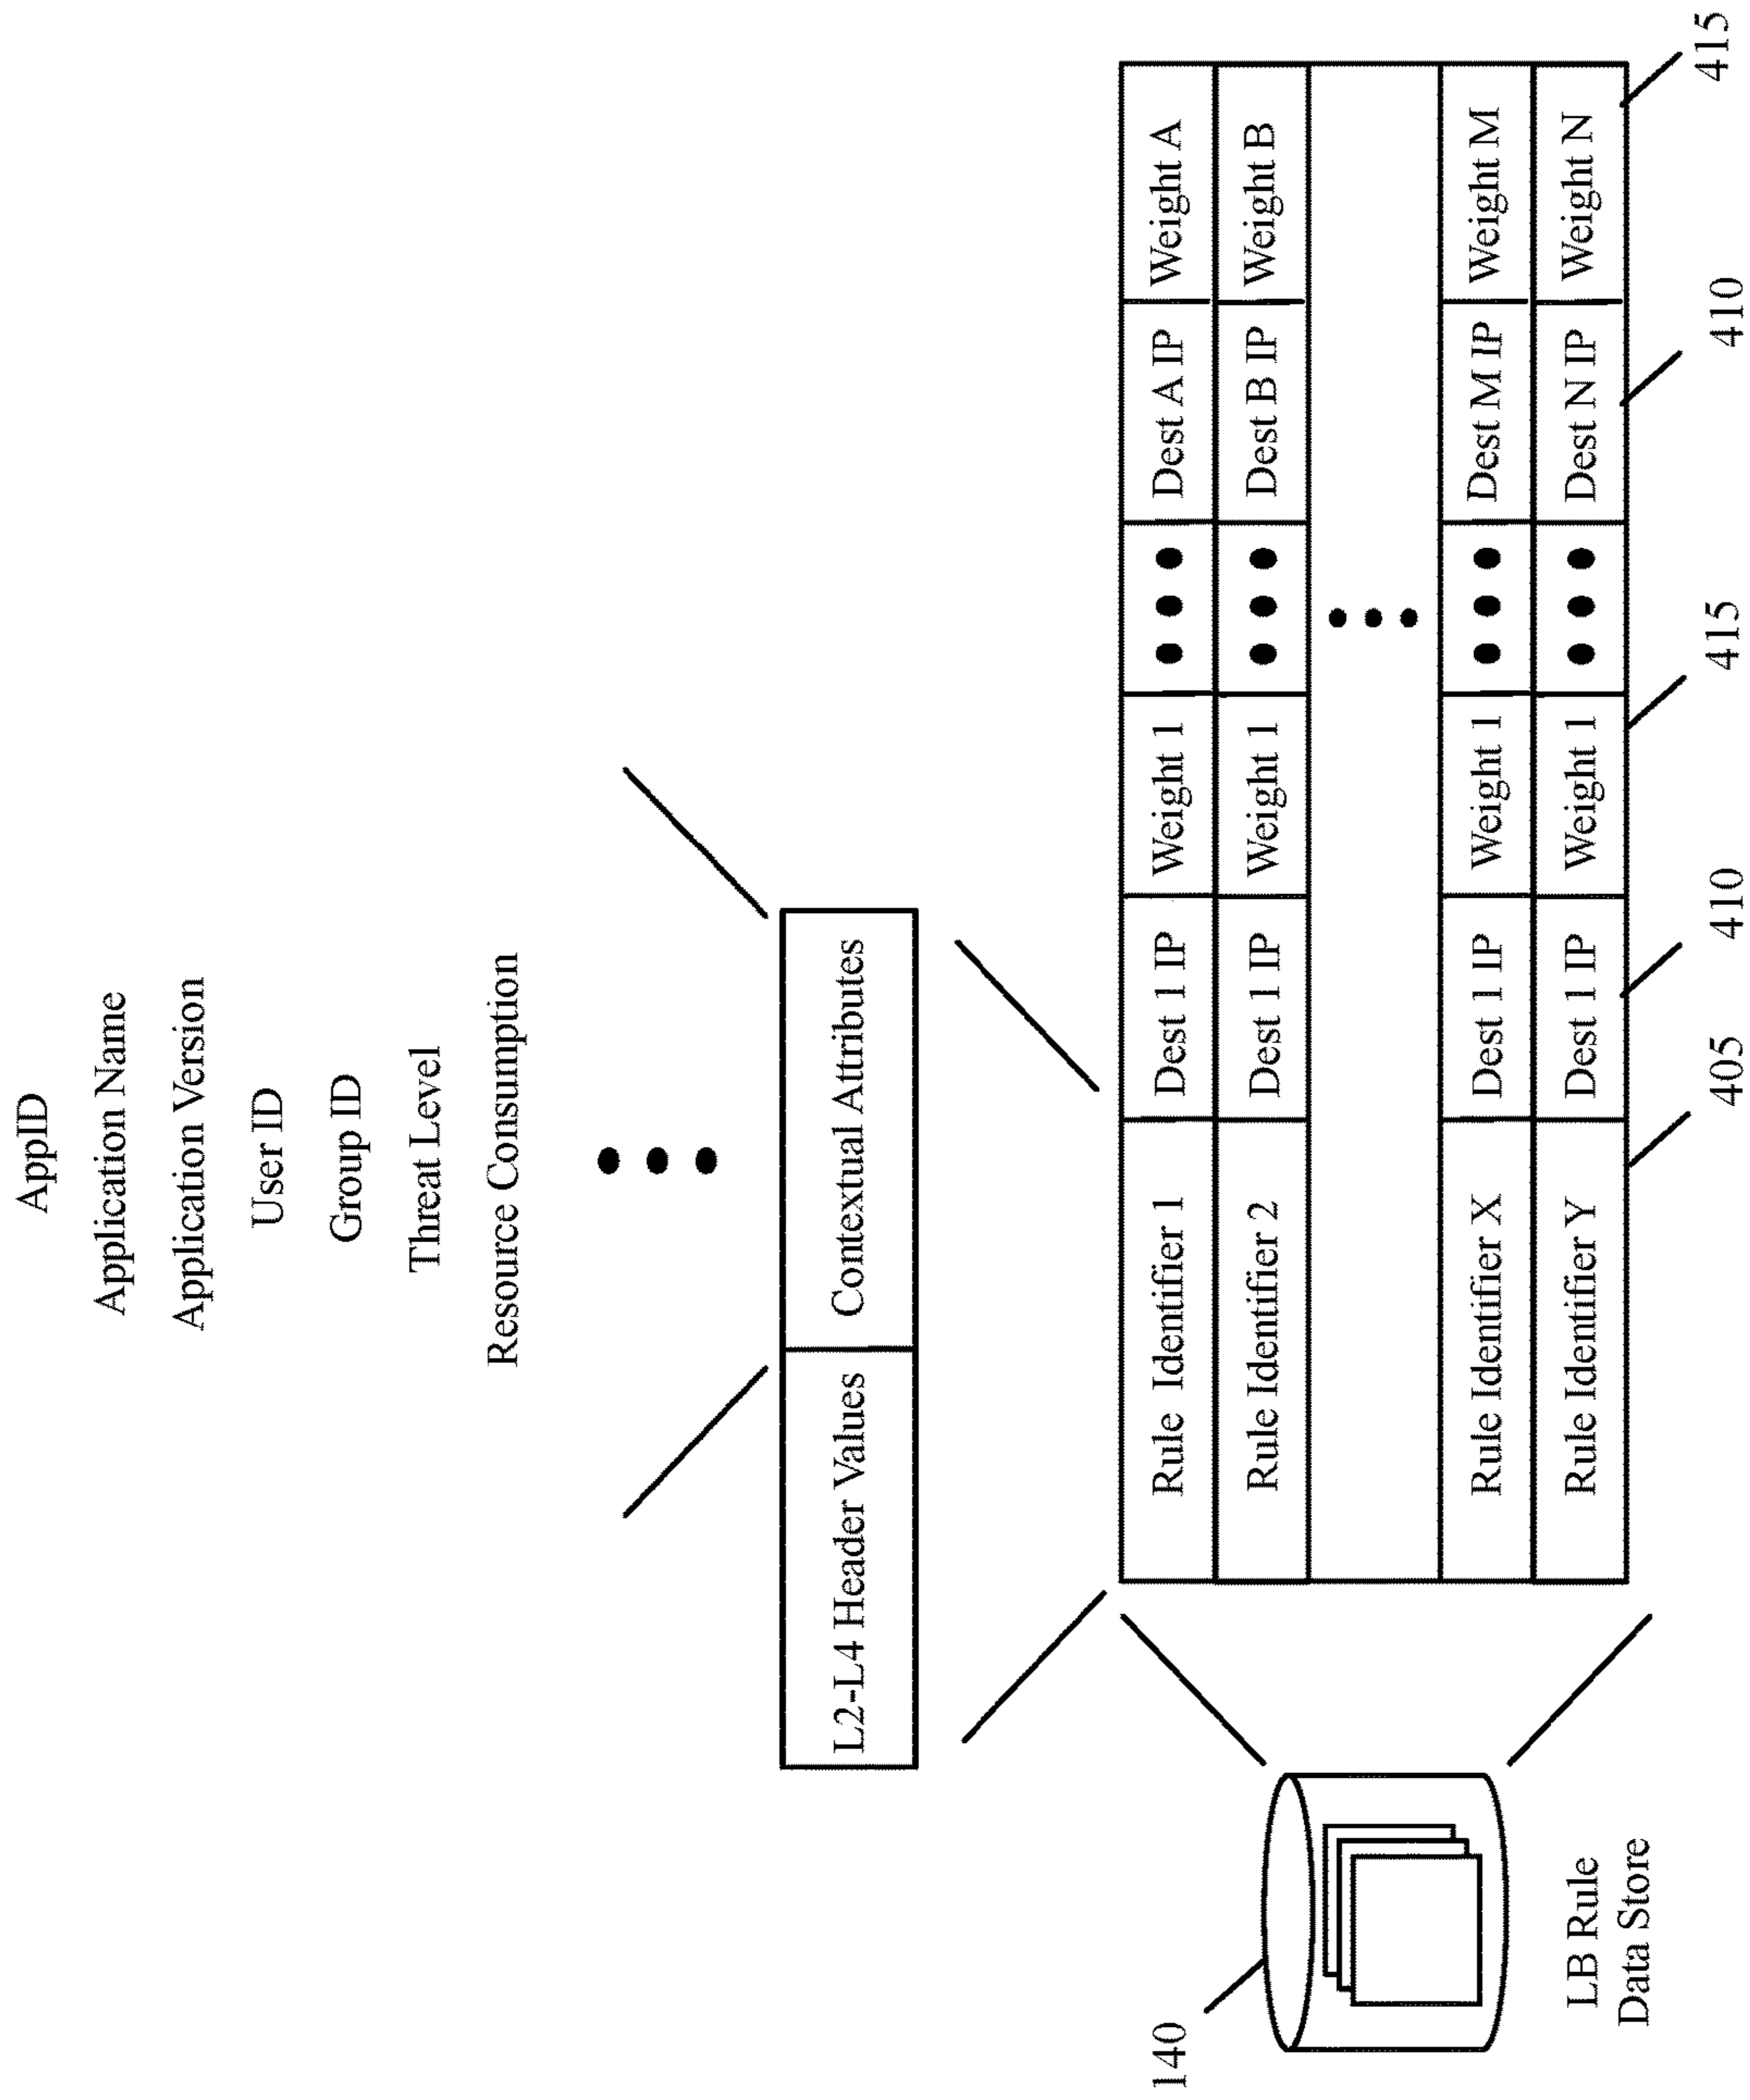 AppID
Application Name
Application Version
User ID
Group ID
Threat Level
Resource Consumption
L2-L4 Header Values Contextual Attributes
Rule Identifier 1 Dest 1 IP Weight 1 Dest A IP Weight A
Rule Identifier 2 Dest 1 IP Weight 1 Dest B IP Weight B
Rule Identifier X Dest 1 IP Weight 1 Dest M IP Weight M
Rule Identifier Y Dest 1 IP Weight 1 Dest N IP Weight N
405 410 415 410 415
140
LB Rule
Data Store